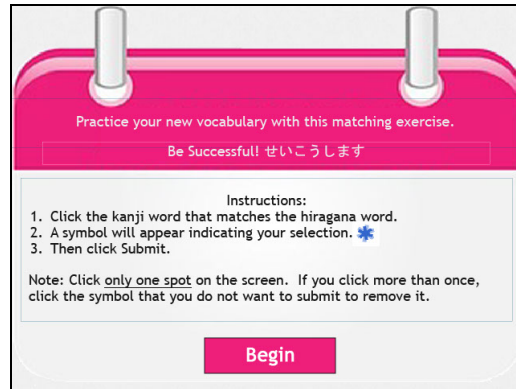 Practice your new vocabulary with this matching exercise.
Be Successful! せいこうします
Instructions:
1. Click the kanji word that matches the hiragana word.
2. A symbol will appear indicating your selection.
3. Then click Submit.
Note: Click only one spot on the screen. If you click more than once,
click the symbol that you do not want to submit to remove it.
Begin